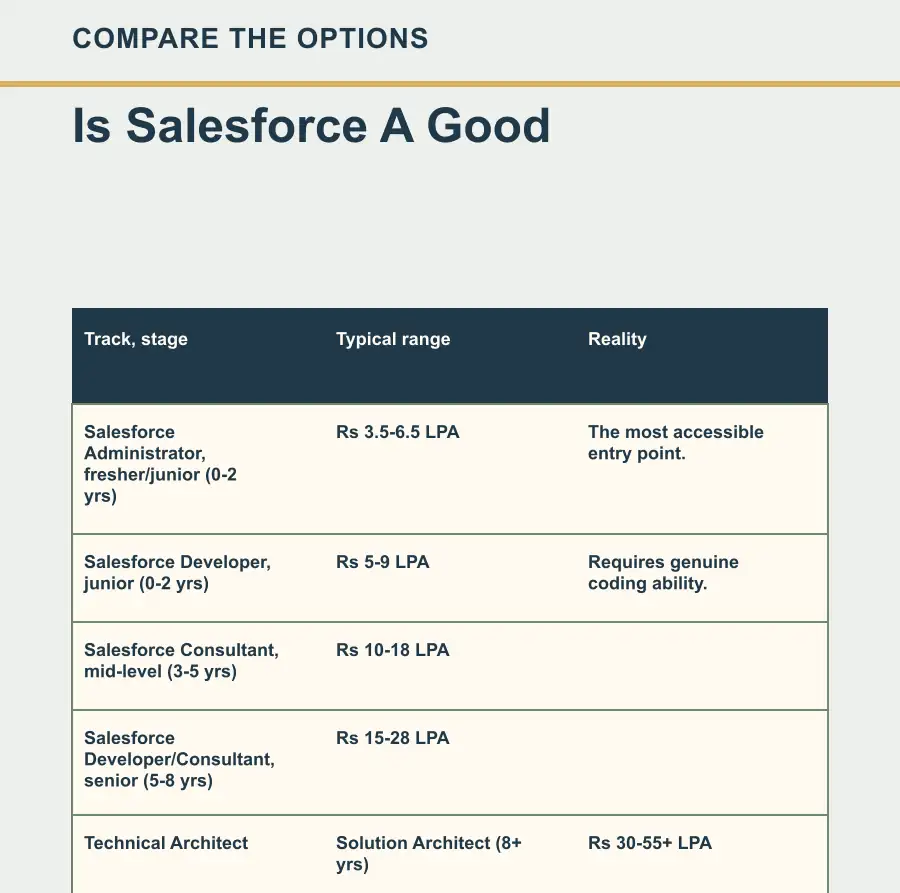 COMPARE THE OPTIONS
Is Salesforce A Good
Track, stage
Typical range
Reality
Salesforce
Administrator,
fresher/junior (0-2
yrs)
Rs 3.5-6.5 LPA
The most accessible
entry point.
Salesforce Developer,
junior (0-2 yrs)
Rs 5-9 LPA
Requires genuine
coding ability.
Salesforce Consultant,
mid-level (3-5 yrs)
Rs 10-18 LPA
Salesforce
Developer/Consultant,
senior (5-8 yrs)
Rs 15-28 LPA
Technical Architect
Solution Architect (8+
yrs)
Rs 30-55+ LPA